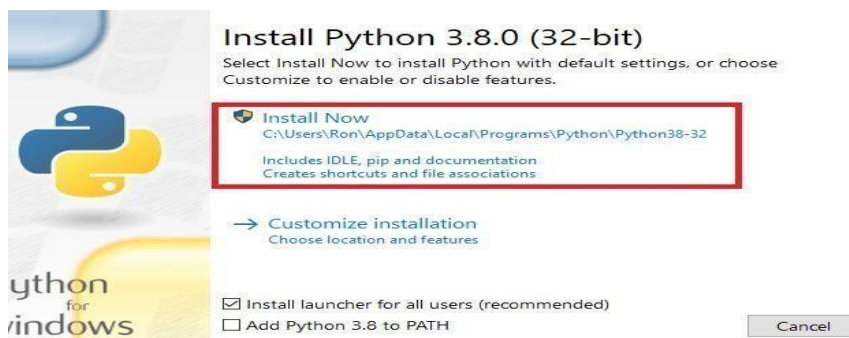 Install Python 3.8.0 (32-bit)
Select Install Now to install Python with default settings, or choose
Customize to enable or disable features.
Install Now
C:\Users\Ron\AppData\Local\Programs\Python\Python38-32
Includes IDLE, pip and documentation
Creates shortcuts and file associations
→ Customize installation
Choose location and features
ython
for
indows
Install launcher for all users (recommended)
Add Python 3.8 to PATH
Cancel